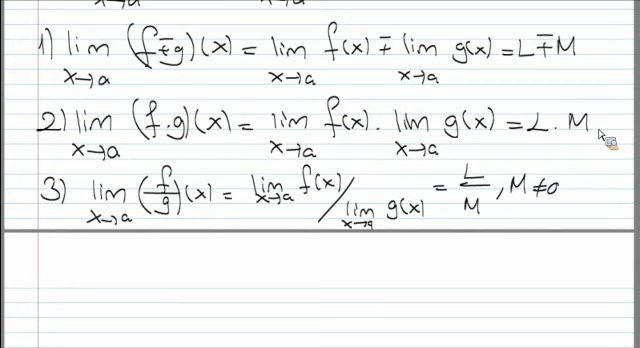 x→a x→a
1) lim (f∓g)(x) = lim f(x) ∓ lim g(x) = L∓M
x→a x→a x→a
2) lim (f·g)(x) = lim f(x) · lim g(x) = L · M
x→a x→a x→a
3) lim (f/g)(x) = lim f(x) / lim g(x) = L/M , M≠0
x→a x→a x→a